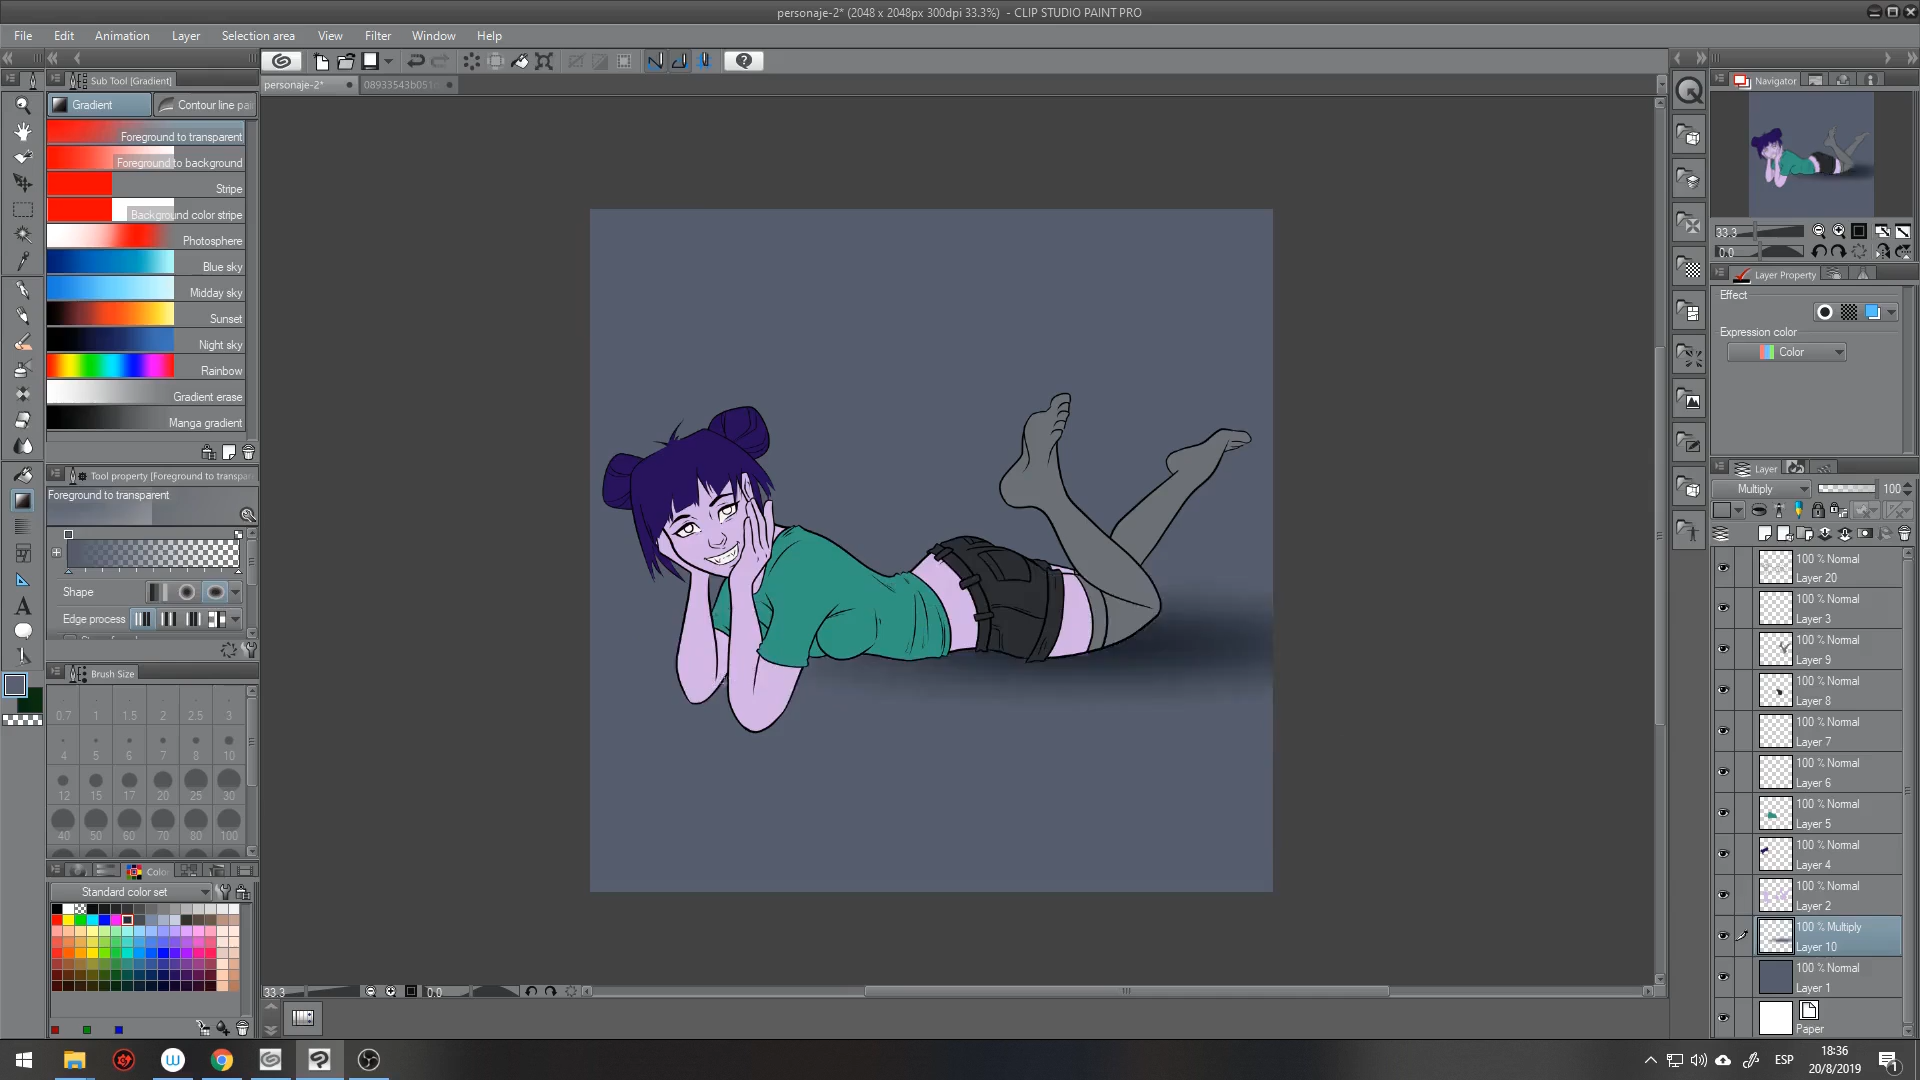 personaje-2* (2048 x 2048px 300dpi 33.3%) - CLIP STUDIO PAINT PRO
File Edit Animation Layer Selection area View Filter Window Help
Sub Tool [Gradient]
Gradient
Contour line pai
Foreground to transparent
Foreground to background
Stripe
Background color stripe
Photosphere
Blue sky
Midday sky
Sunset
Night sky
Rainbow
Gradient erase
Manga gradient
Tool property [Foreground to transpar
Foreground to transparent
Shape
Edge process
Brush Size
0.7 1 1.5 2 2.5 3
4 5 6 7 8 10
12 15 17 20 25 30
40 50 60 70 80 100
Colo
Standard color set
personaje-2*
33.3
0.0
Navigator
33.3
0.0
Layer Property
Effect
Expression color
Color
Layer
Multiply
100
100 % Normal
Layer 20
100 % Normal
Layer 3
100 % Normal
Layer 9
100 % Normal
Layer 8
100 % Normal
Layer 7
100 % Normal
Layer 6
100 % Normal
Layer 5
100 % Normal
Layer 4
100 % Normal
Layer 2
100 % Multiply
Layer 10
100 % Normal
Layer 1
Paper
ESP
18:36
20/8/2019
1